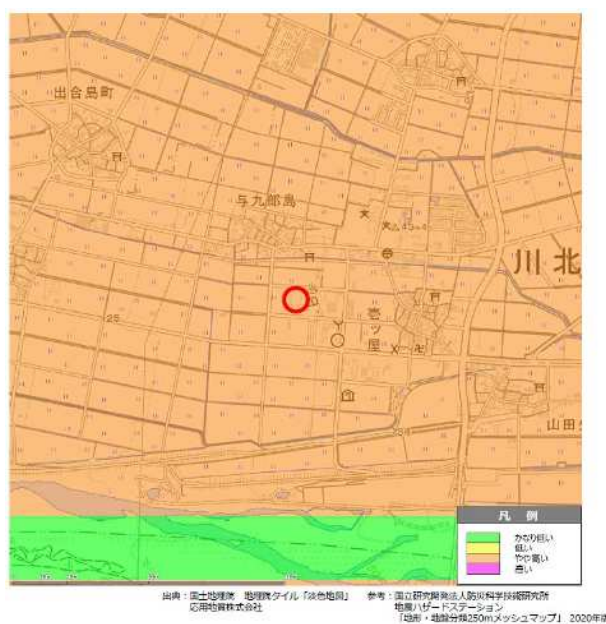 出合島町
与九郎島
川北
壱ツ屋
25
山田
凡 例
かなり低い
低い
やや高い
高い
出典：国土地理院 地理院タイル「淡色地図」
応用地質株式会社
参考：国立研究開発法人防災科学技術研究所
地震ハザードステーション
「地形・地盤分類250mメッシュマップ」 2020年